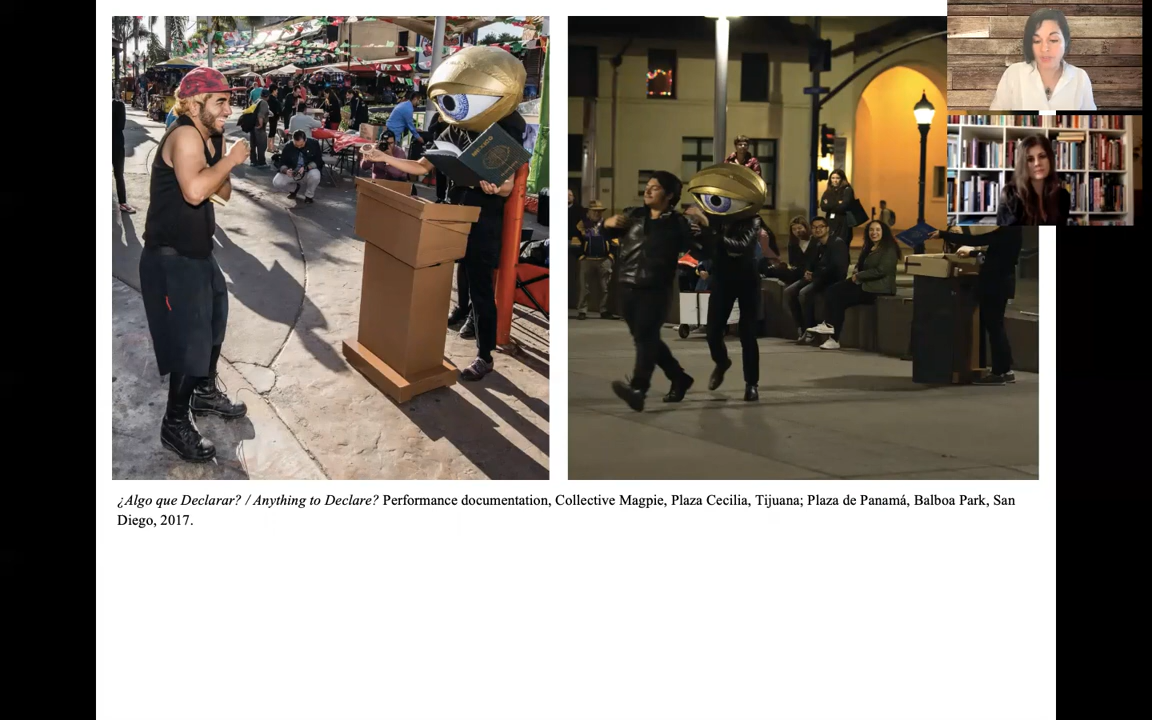 ¿Algo que Declarar? / Anything to Declare? Performance documentation, Collective Magpie, Plaza Cecilia, Tijuana; Plaza de Panamá, Balboa Park, San
Diego, 2017.